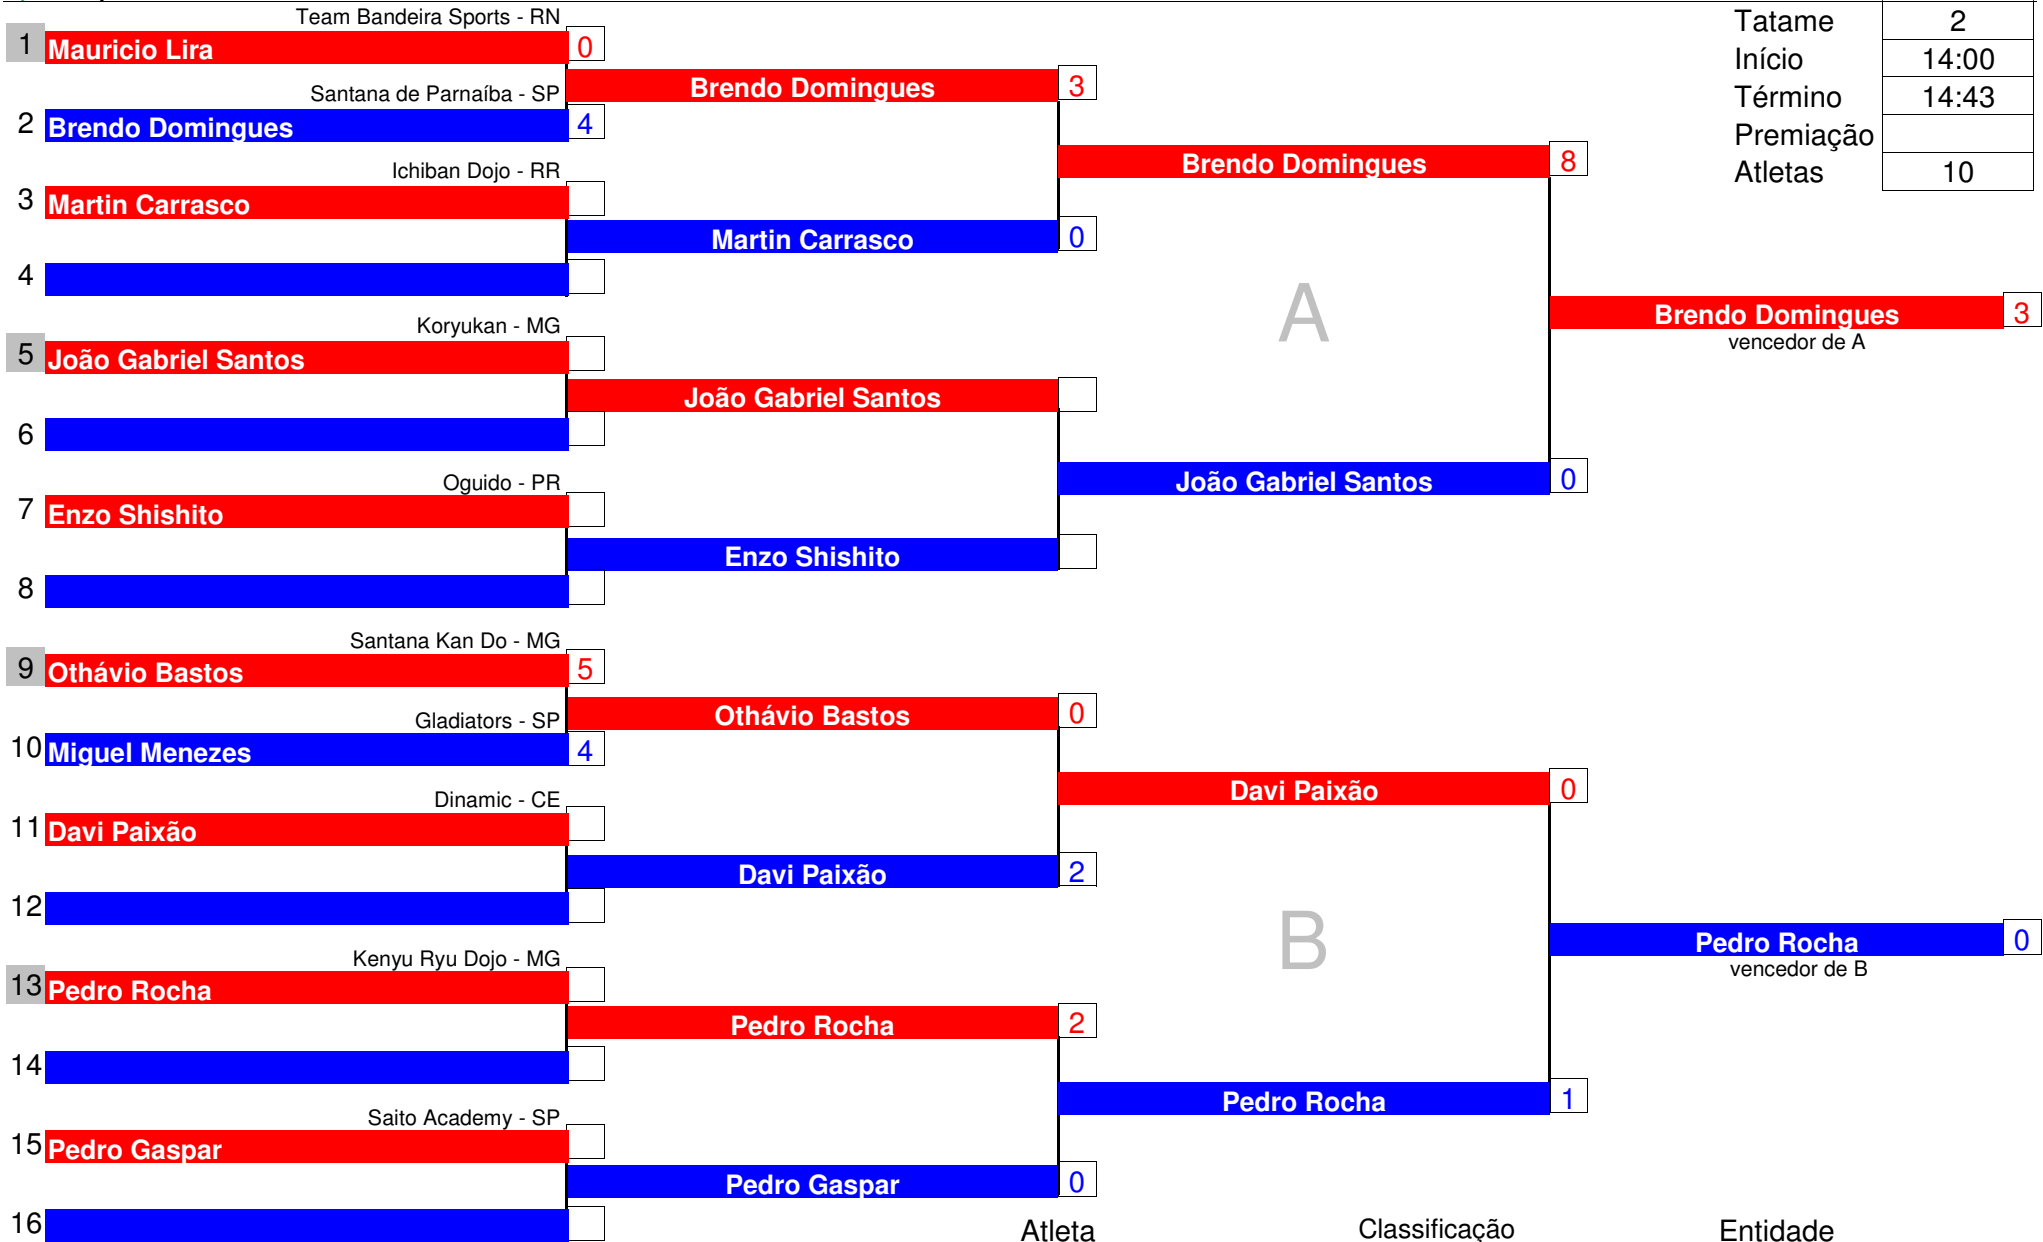 Team Bandeira Sports - RN
1 Mauricio Lira 0
Santana de Parnaíba - SP
2 Brendo Domingues 4
Ichiban Dojo - RR
3 Martin Carrasco
4
Koryukan - MG
5 João Gabriel Santos
6
Oguido - PR
7 Enzo Shishito
8
Santana Kan Do - MG
9 Othávio Bastos 5
Gladiators - SP
10 Miguel Menezes 4
Dinamic - CE
11 Davi Paixão
12
Kenyu Ryu Dojo - MG
13 Pedro Rocha
14
Saito Academy - SP
15 Pedro Gaspar
16
Brendo Domingues 3
Martin Carrasco 0
João Gabriel Santos
Enzo Shishito
Othávio Bastos 0
Davi Paixão 2
Pedro Rocha 2
Pedro Gaspar 0
Brendo Domingues 8
A
João Gabriel Santos 0
Davi Paixão 0
B
Pedro Rocha 1
Brendo Domingues 3
vencedor de A
Pedro Rocha 0
vencedor de B
Tatame 2
Início 14:00
Término 14:43
Premiação
Atletas 10
Atleta Classificação Entidade